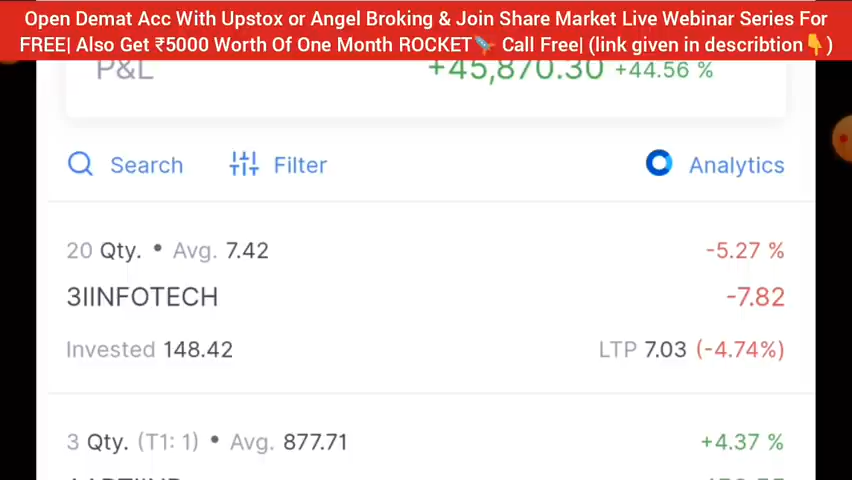 Open Demat Acc With Upstox or Angel Broking & Join Share Market Live Webinar Series For
FREE| Also Get ₹5000 Worth Of One Month ROCKET🚀 Call Free| (link given in describtion👇)
P&L +45,870.30 +44.56 %
Search Filter Analytics
20 Qty. • Avg. 7.42 -5.27 %
3IINFOTECH -7.82
Invested 148.42 LTP 7.03 (-4.74%)
3 Qty. (T1: 1) • Avg. 877.71 +4.37 %